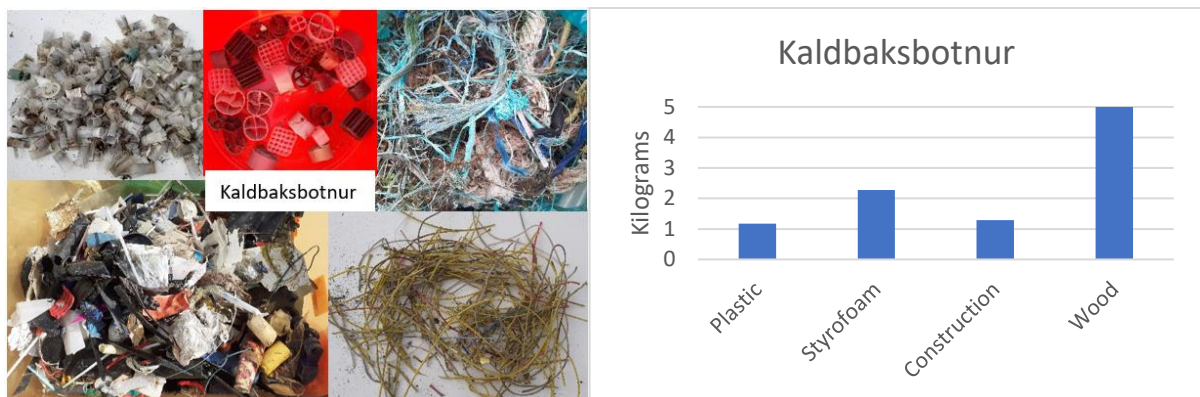 Kaldbaksbotnur
Kaldbaksbotnur
Kilograms
5
4
3
2
1
0
Plastic
Styrofoam
Construction
Wood